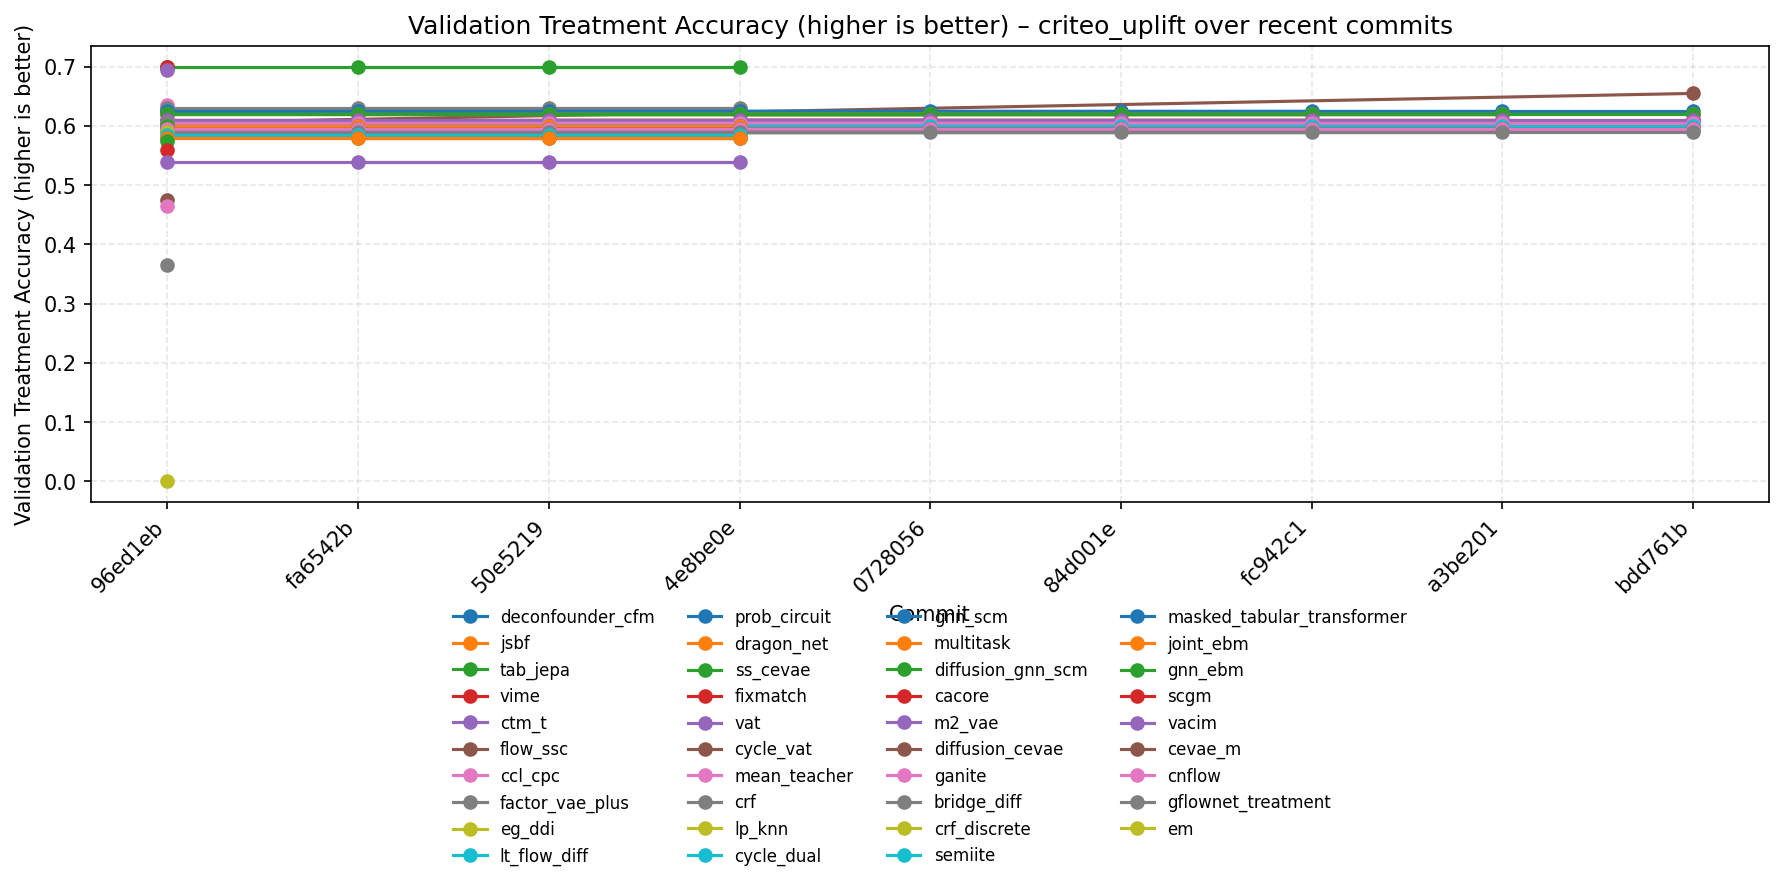 Validation Treatment Accuracy (higher is better) – criteo_uplift over recent commits
Validation Treatment Accuracy (higher is better)
0.7
0.6
0.5
0.4
0.3
0.2
0.1
0.0
96ed1eb
fa6542b
50e5219
4e8be0e
0728056
84d001e
fc942c1
a3be201
bdd761b
Commit
deconfounder_cfm
jsbf
tab_jepa
vime
ctm_t
flow_ssc
ccl_cpc
factor_vae_plus
eg_ddi
lt_flow_diff
prob_circuit
dragon_net
ss_cevae
fixmatch
vat
cycle_vat
mean_teacher
crf
lp_knn
cycle_dual
gnn_scm
multitask
diffusion_gnn_scm
cacore
m2_vae
diffusion_cevae
ganite
bridge_diff
crf_discrete
semiite
masked_tabular_transformer
joint_ebm
gnn_ebm
scgm
vacim
cevae_m
cnflow
gflownet_treatment
em